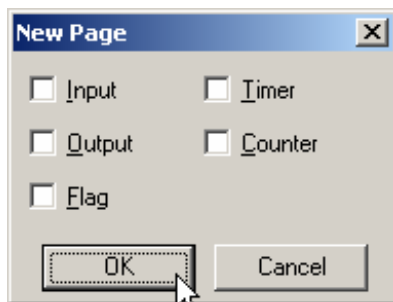 New Page
Input Timer
Output Counter
Flag
OK Cancel